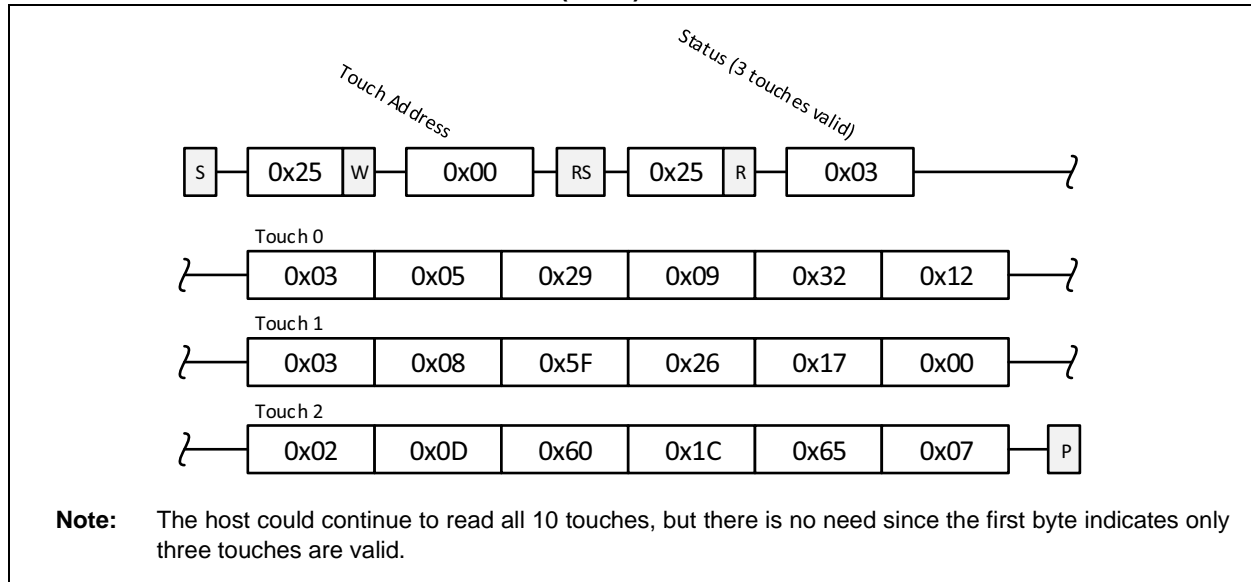 Touch Address
Status (3 touches valid)
S 0x25 W 0x00 RS 0x25 R 0x03
Touch 0
0x03 0x05 0x29 0x09 0x32 0x12
Touch 1
0x03 0x08 0x5F 0x26 0x17 0x00
Touch 2
0x02 0x0D 0x60 0x1C 0x65 0x07 P
Note: The host could continue to read all 10 touches, but there is no need since the first byte indicates only
three touches are valid.